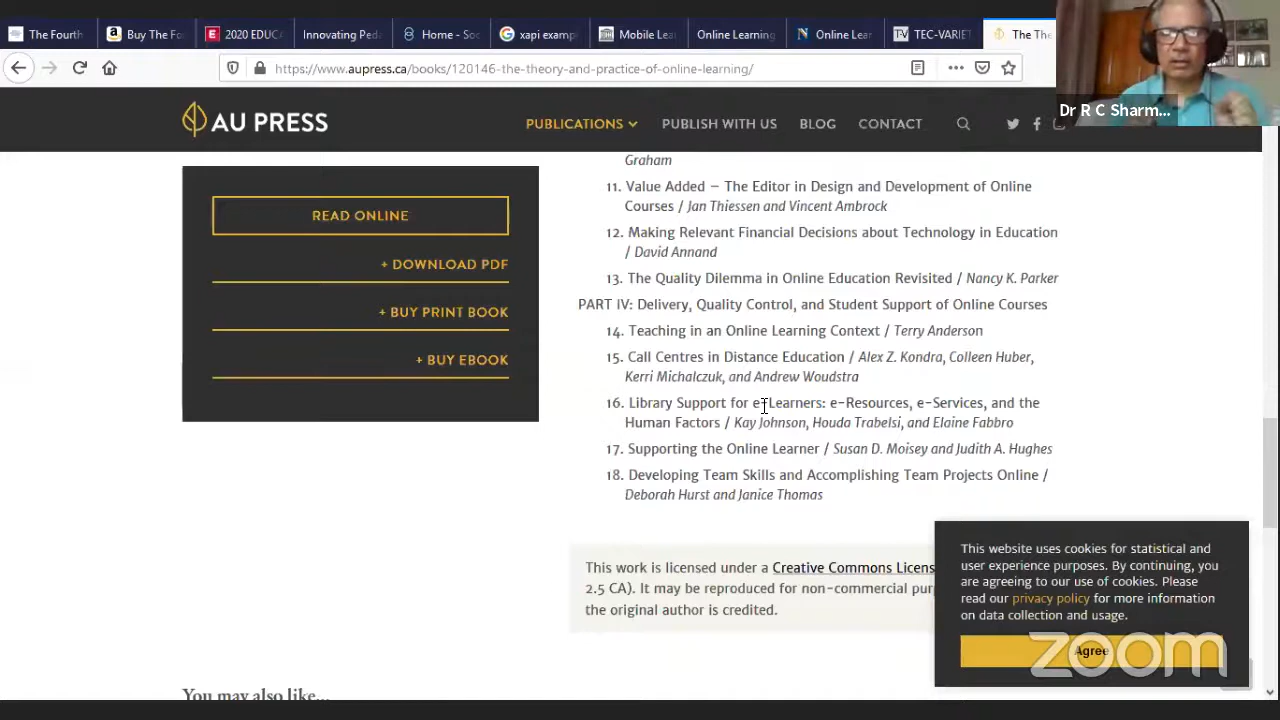 The Fourth
Buy The Fo
2020 EDUC
Innovating Peda
Home - Soc
xapi examp
Mobile Lea
Online Learning
Online Lear
TEC-VARIET
The The
https://www.aupress.ca/books/120146-the-theory-and-practice-of-online-learning/
Dr R C Sharm...
AU PRESS
PUBLICATIONS
PUBLISH WITH US
BLOG
CONTACT
READ ONLINE
+ DOWNLOAD PDF
+ BUY PRINT BOOK
+ BUY EBOOK
Graham
11. Value Added – The Editor in Design and Development of Online
Courses / Jan Thiessen and Vincent Ambrock
12. Making Relevant Financial Decisions about Technology in Education
/ David Annand
13. The Quality Dilemma in Online Education Revisited / Nancy K. Parker
PART IV: Delivery, Quality Control, and Student Support of Online Courses
14. Teaching in an Online Learning Context / Terry Anderson
15. Call Centres in Distance Education / Alex Z. Kondra, Colleen Huber,
Kerri Michalczuk, and Andrew Woudstra
16. Library Support for e-Learners: e-Resources, e-Services, and the
Human Factors / Kay Johnson, Houda Trabelsi, and Elaine Fabbro
17. Supporting the Online Learner / Susan D. Moisey and Judith A. Hughes
18. Developing Team Skills and Accomplishing Team Projects Online /
Deborah Hurst and Janice Thomas
This work is licensed under a Creative Commons Licens
2.5 CA). It may be reproduced for non-commercial purp
the original author is credited.
This website uses cookies for statistical and
user experience purposes. By continuing, you
are agreeing to our use of cookies. Please
read our privacy policy for more information
on data collection and usage.
Agree
zoom
You may also like...